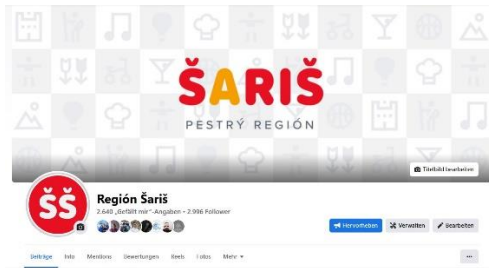 ŠARIŠ
PESTRÝ REGIÓN
Titelbild bearbeiten
ŠŠ
Región Šariš
2.640 „Gefällt mir“-Angaben • 2.996 Follower
Hervorheben Verwalten Bearbeiten
Beiträge Info Mentions Bewertungen Reels Fotos Mehr